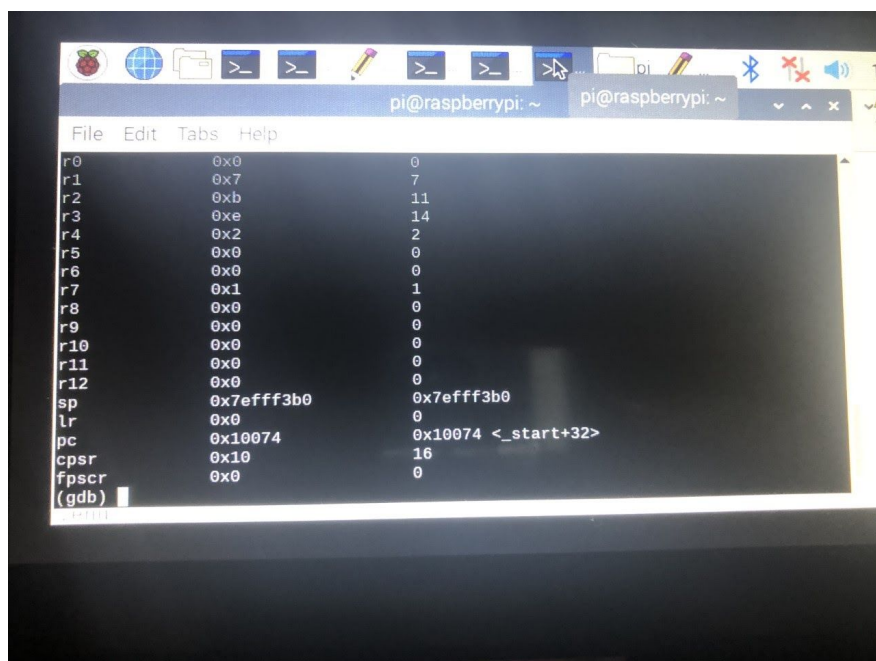 pi
pi@raspberrypi: ~
pi@raspberrypi: ~
File Edit Tabs Help
r0 0x0 0
r1 0x7 7
r2 0xb 11
r3 0xe 14
r4 0x2 2
r5 0x0 0
r6 0x0 0
r7 0x1 1
r8 0x0 0
r9 0x0 0
r10 0x0 0
r11 0x0 0
r12 0x0 0
sp 0x7efff3b0 0x7efff3b0
lr 0x0 0
pc 0x10074 0x10074 <_start+32>
cpsr 0x10 16
fpscr 0x0 0
(gdb)